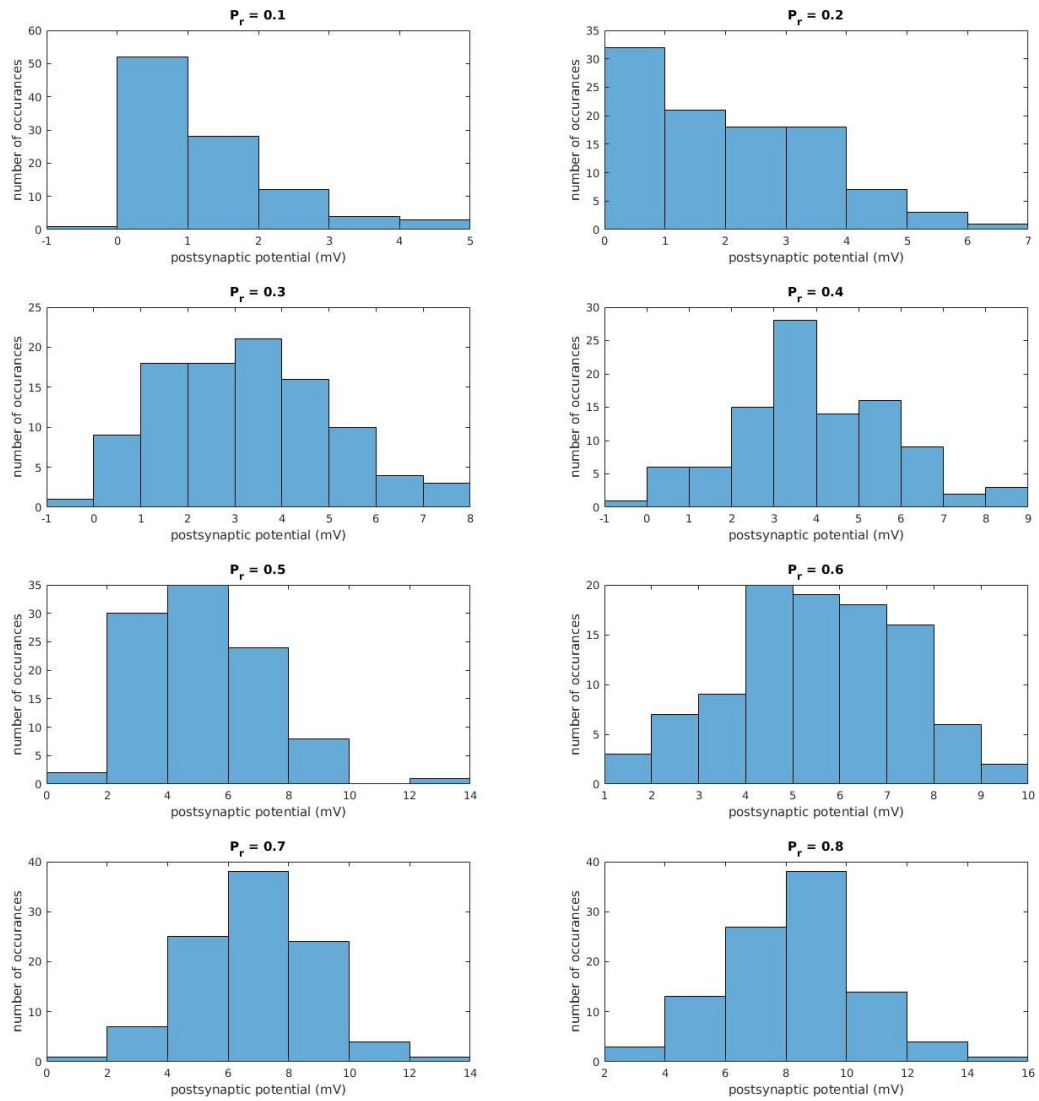 P_r = 0.1
60
50
40
30
20
10
0
number of occurances
-1 0 1 2 3 4 5
postsynaptic potential (mV)
P_r = 0.2
35
30
25
20
15
10
5
0
number of occurances
0 1 2 3 4 5 6 7
postsynaptic potential (mV)
P_r = 0.3
25
20
15
10
5
0
number of occurances
-1 0 1 2 3 4 5 6 7 8
postsynaptic potential (mV)
P_r = 0.4
30
25
20
15
10
5
0
number of occurances
-1 0 1 2 3 4 5 6 7 8 9
postsynaptic potential (mV)
P_r = 0.5
35
30
25
20
15
10
5
0
number of occurances
0 2 4 6 8 10 12 14
postsynaptic potential (mV)
P_r = 0.6
20
15
10
5
0
number of occurances
1 2 3 4 5 6 7 8 9 10
postsynaptic potential (mV)
P_r = 0.7
40
30
20
10
0
number of occurances
0 2 4 6 8 10 12 14
postsynaptic potential (mV)
P_r = 0.8
40
30
20
10
0
number of occurances
2 4 6 8 10 12 14 16
postsynaptic potential (mV)